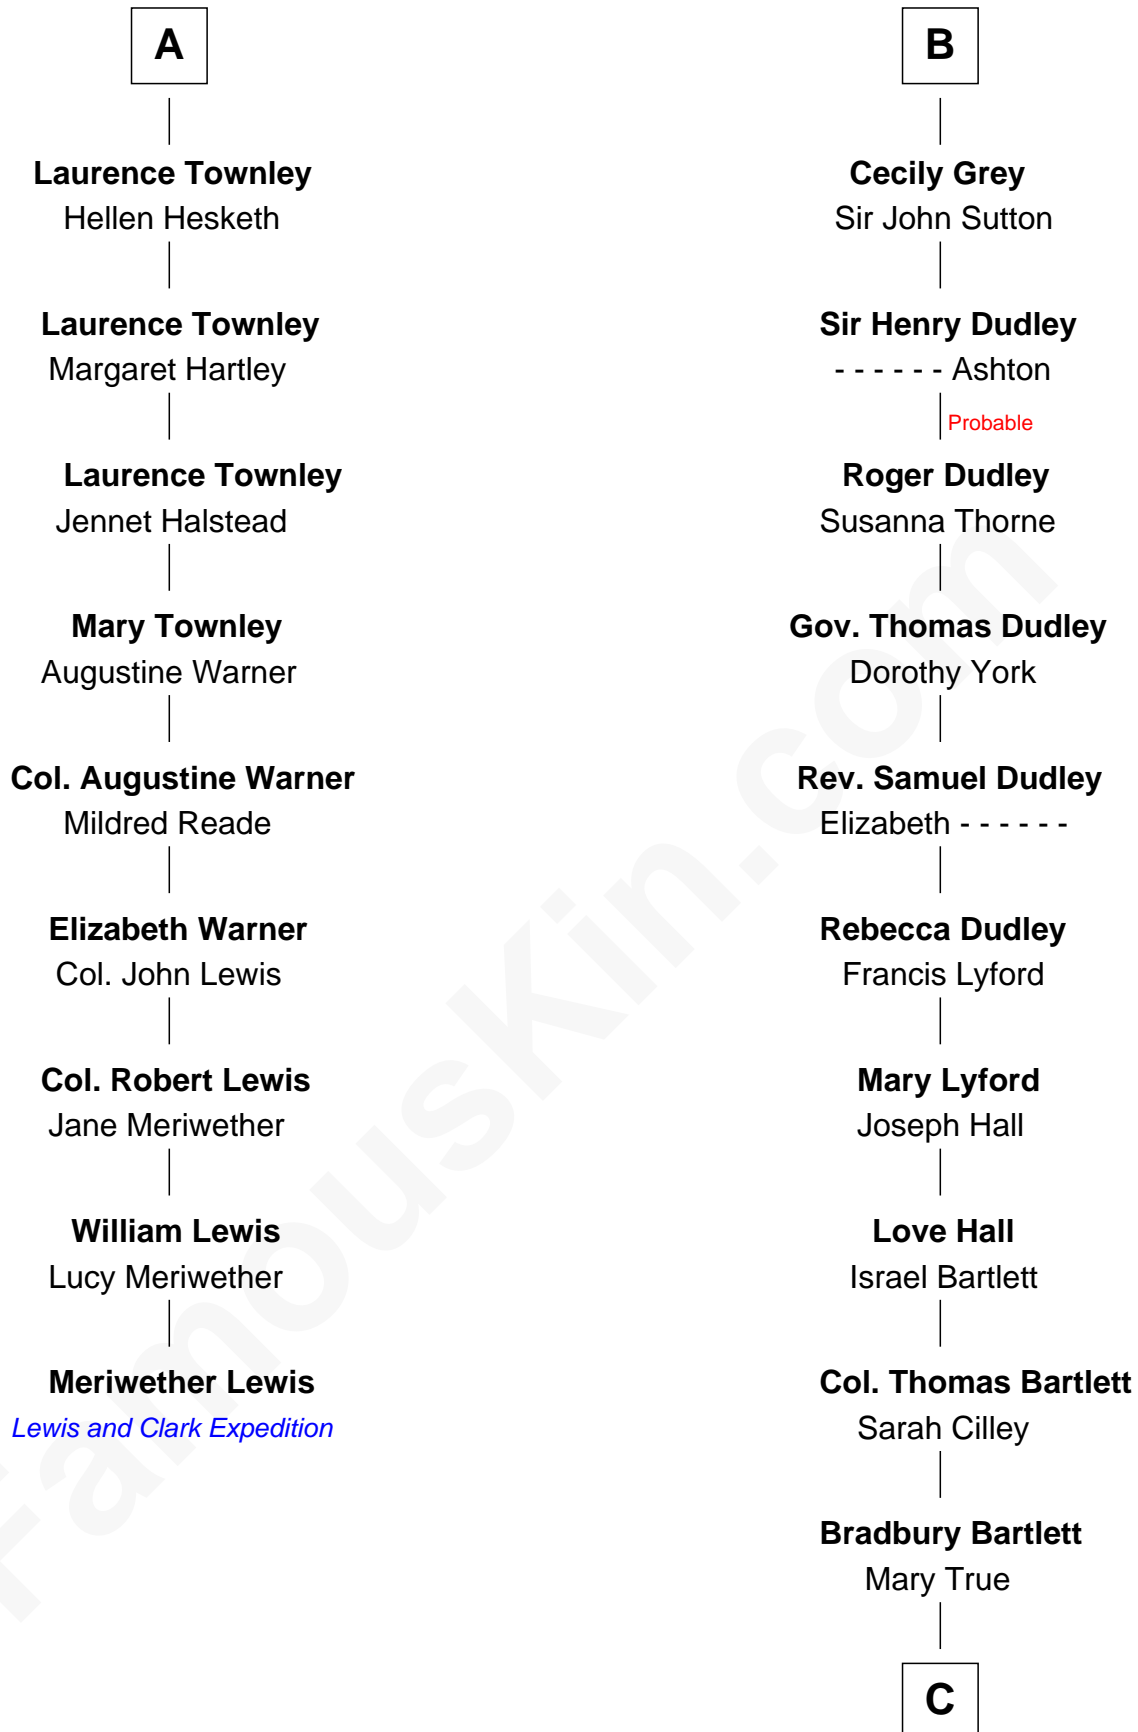 A
Laurence Townley
Hellen Hesketh
Laurence Townley
Margaret Hartley
Laurence Townley
Jennet Halstead
Mary Townley
Augustine Warner
Col. Augustine Warner
Mildred Reade
Elizabeth Warner
Col. John Lewis
Col. Robert Lewis
Jane Meriwether
William Lewis
Lucy Meriwether
Meriwether Lewis
Lewis and Clark Expedition
B
Cecily Grey
Sir John Sutton
Sir Henry Dudley
- - - - - - Ashton
Probable
Roger Dudley
Susanna Thorne
Gov. Thomas Dudley
Dorothy York
Rev. Samuel Dudley
Elizabeth - - - - - -
Rebecca Dudley
Francis Lyford
Mary Lyford
Joseph Hall
Love Hall
Israel Bartlett
Col. Thomas Bartlett
Sarah Cilley
Bradbury Bartlett
Mary True
C
FamousKin.com